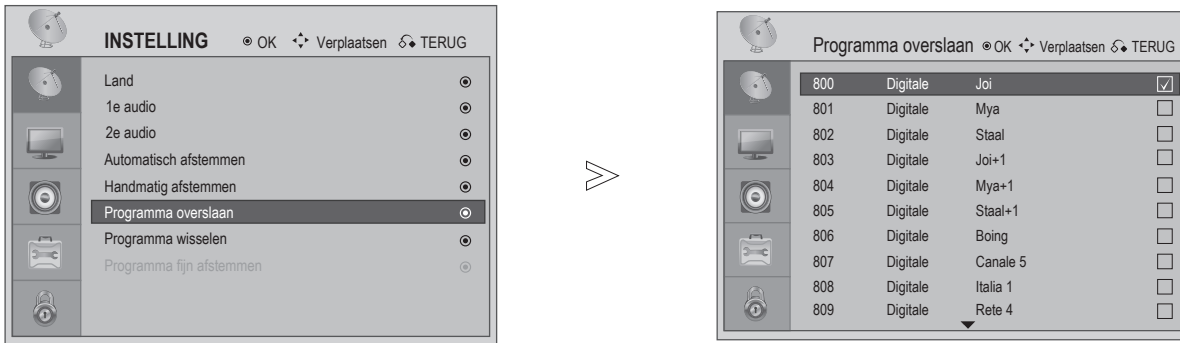 INSTELLING OK Verplaatsen TERUG
Land
1e audio
2e audio
Automatisch afstemmen
Handmatig afstemmen
Programma overslaan
Programma wisselen
Programma fijn afstemmen
Programma overslaan OK Verplaatsen TERUG
800 Digitale Joi
801 Digitale Mya
802 Digitale Staal
803 Digitale Joi+1
804 Digitale Mya+1
805 Digitale Staal+1
806 Digitale Boing
807 Digitale Canale 5
808 Digitale Italia 1
809 Digitale Rete 4